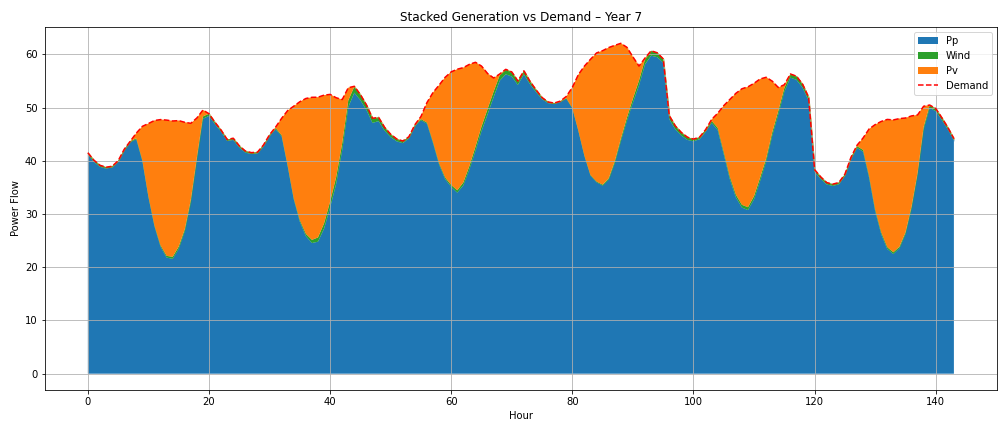 Stacked Generation vs Demand – Year 7
Pp
Wind
Pv
Demand
Power Flow
60
50
40
30
20
10
0
0 20 40 60 80 100 120 140
Hour